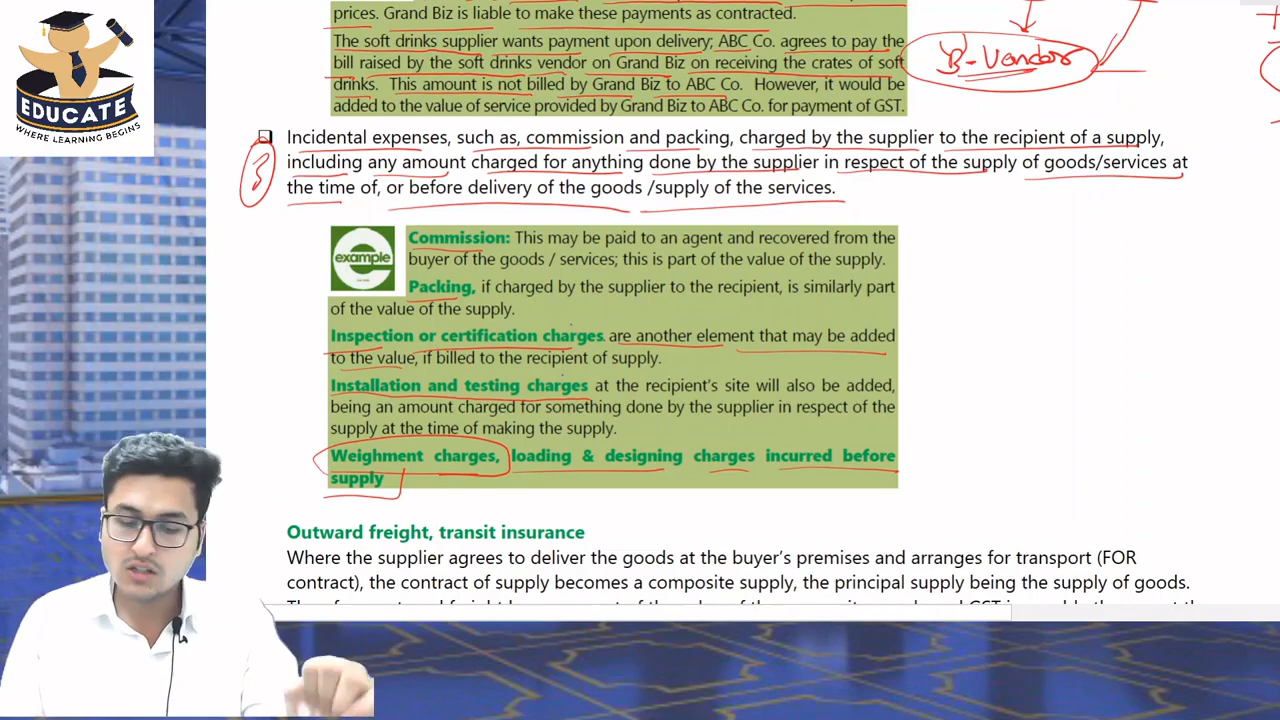 prices. Grand Biz is liable to make these payments as contracted.
The soft drinks supplier wants payment upon delivery; ABC Co. agrees to pay the
bill raised by the soft drinks vendor on Grand Biz on receiving the crates of soft
drinks. This amount is not billed by Grand Biz to ABC Co. However, it would be
added to the value of service provided by Grand Biz to ABC Co. for payment of GST.
B-Vendor
EDUCATE
WHERE LEARNING BEGINS
3
Incidental expenses, such as, commission and packing, charged by the supplier to the recipient of a supply,
including any amount charged for anything done by the supplier in respect of the supply of goods/services at
the time of, or before delivery of the goods /supply of the services.
example
Commission: This may be paid to an agent and recovered from the
buyer of the goods / services; this is part of the value of the supply.
Packing, if charged by the supplier to the recipient, is similarly part
of the value of the supply.
Inspection or certification charges are another element that may be added
to the value, if billed to the recipient of supply.
Installation and testing charges at the recipient's site will also be added,
being an amount charged for something done by the supplier in respect of the
supply at the time of making the supply.
Weighment charges, loading & designing charges incurred before
supply
Outward freight, transit insurance
Where the supplier agrees to deliver the goods at the buyer's premises and arranges for transport (FOR
contract), the contract of supply becomes a composite supply, the principal supply being the supply of goods.